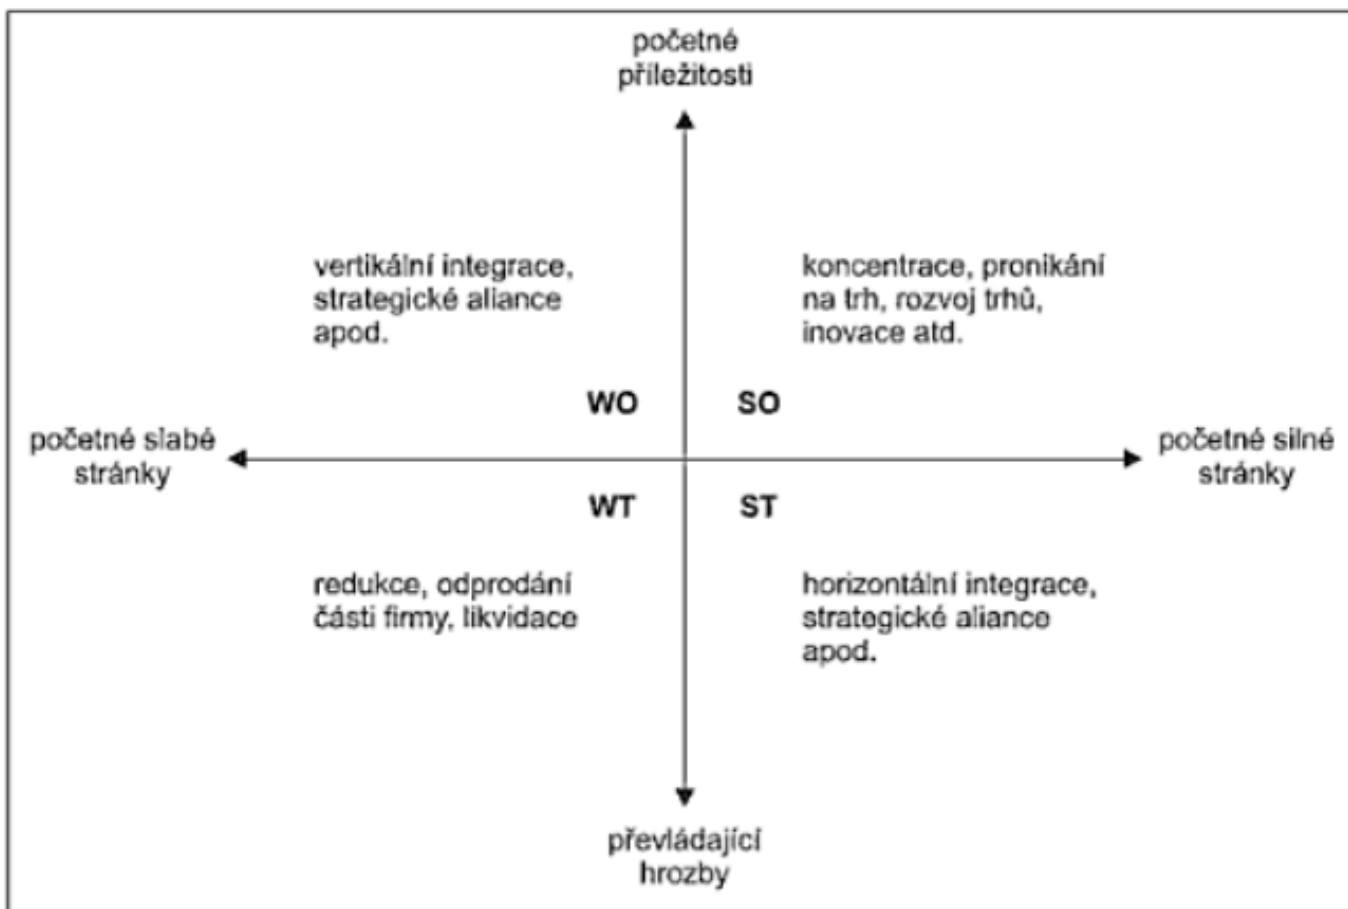 početné
příležitosti
vertikální integrace,
strategické aliance
apod.
koncentrace, pronikání
na trh, rozvoj trhů,
inovace atd.
WO
SO
početné slabé
stránky
početné silné
stránky
WT
ST
redukce, odprodání
části firmy, likvidace
horizontální integrace,
strategické aliance
apod.
převládající
hrozby